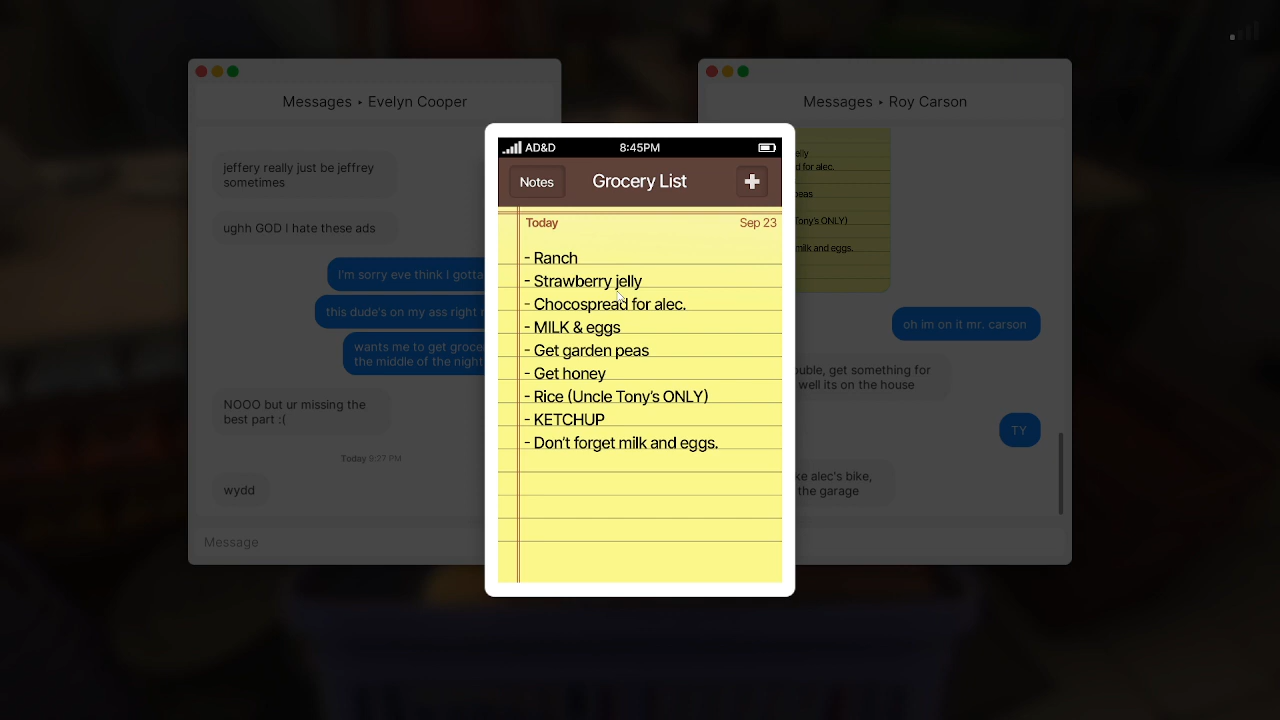 Messages ‣ Evelyn Cooper
jeffery really just be jeffrey
sometimes
ughh GOD I hate these ads
I'm sorry eve think I gotta
this dude's on my ass right
wants me to get
the middle of the night
NOOO but ur missing the
best part :(
Today 8:27 PM
wydd
Message
AD&D
8:45PM
Notes
Grocery List
Today
Sep 23
- Ranch
- Strawberry jelly
- Chocospread for alec.
- MILK & eggs
- Get garden peas
- Get honey
- Rice (Uncle Tony's ONLY)
- KETCHUP
- Don't forget milk and eggs.
Messages ‣ Roy Carson
d for alec.
peas
Tony's ONLY)
milk and eggs.
oh im on it mr. carson
get something for
well its on the house
TY
alec's bike,
the garage